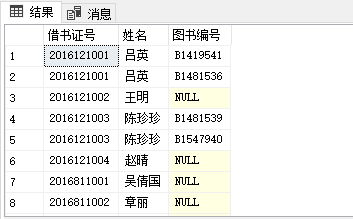 结果 消息
借书证号 姓名 图书编号
1 2016121001 吕英 B1419541
2 2016121001 吕英 B1481536
3 2016121002 王明 NULL
4 2016121003 陈珍珍 B1481539
5 2016121003 陈珍珍 B1547940
6 2016121004 赵晴 NULL
7 2016811001 吴倩国 NULL
8 2016811002 章丽 NULL